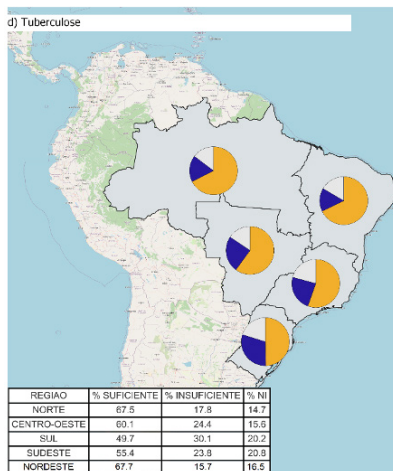 d) Tuberculose
REGIAO % SUFICIENTE % INSUFICIENTE % NI
NORTE 67.5 17.8 14.7
CENTRO-OESTE 60.1 24.4 15.6
SUL 49.7 30.1 20.2
SUDESTE 55.4 23.8 20.8
NORDESTE 67.7 15.7 16.5